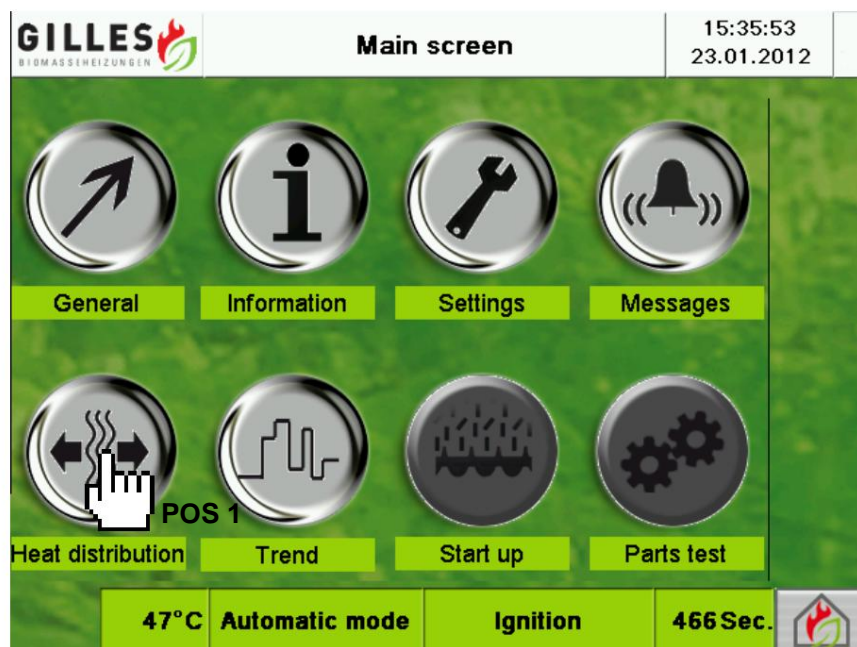 GILLES
BIOMASSEHEIZUNGEN
Main screen
15:35:53
23.01.2012
General
Information
Settings
Messages
POS 1
Heat distribution
Trend
Start up
Parts test
47°C
Automatic mode
Ignition
466 Sec.